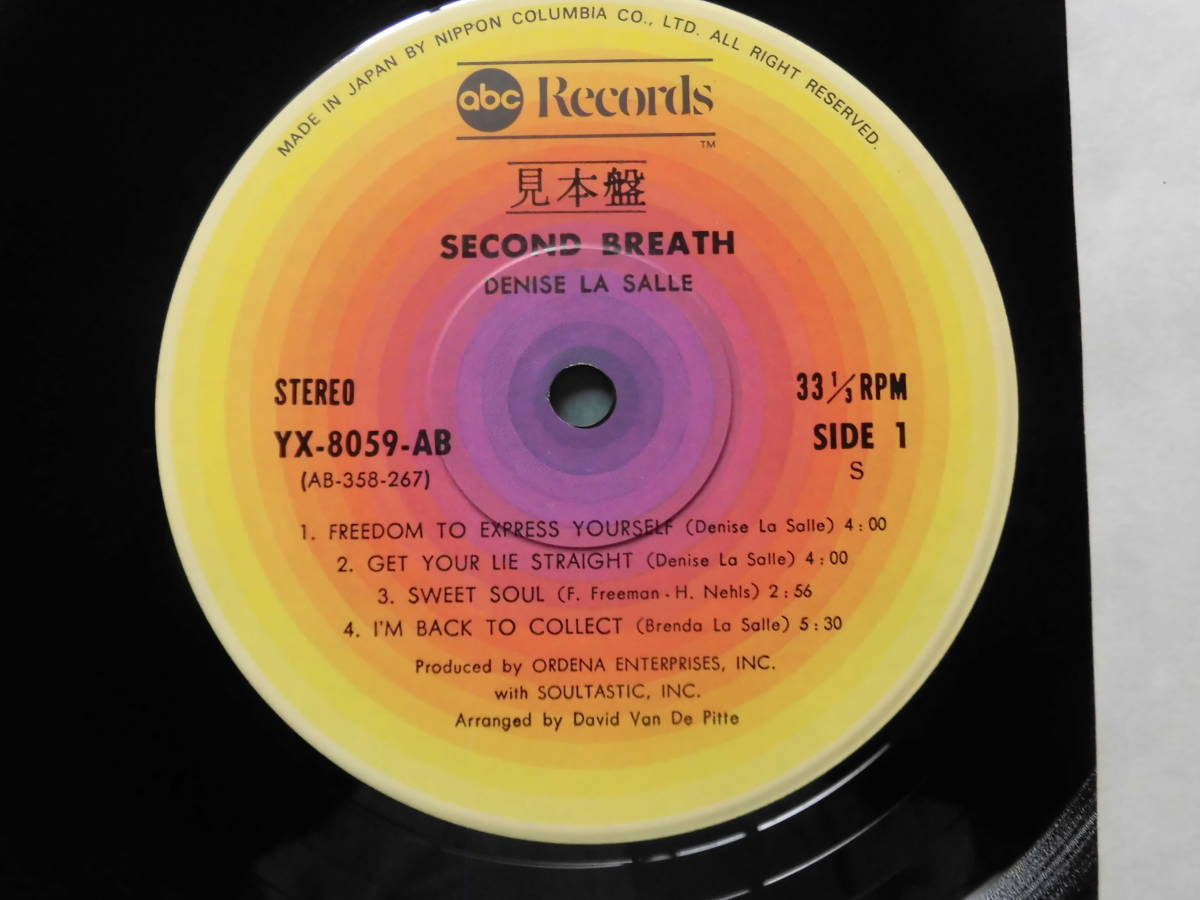 MADE IN JAPAN BY NIPPON COLUMBIA CO., LTD. ALL RIGHT RESERVED.
abc Records
TM
見本盤
SECOND BREATH
DENISE LA SALLE
STEREO
33 1/3 RPM
YX-8059-AB
SIDE 1
(AB-358-267)
S
1. FREEDOM TO EXPRESS YOURSELF (Denise La Salle) 4:00
2. GET YOUR LIE STRAIGHT (Denise La Salle) 4:00
3. SWEET SOUL (F. Freeman - H. Nehls) 2:56
4. I'M BACK TO COLLECT (Brenda La Salle) 5:30
Produced by ORDENA ENTERPRISES, INC.
with SOULTASTIC, INC.
Arranged by David Van De Pitte